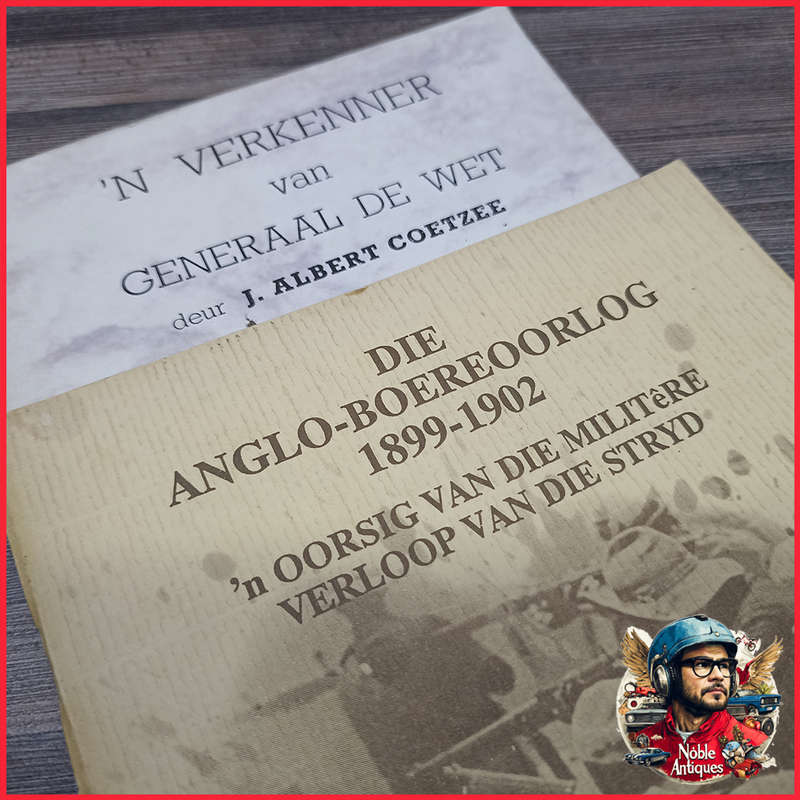 'N VERKENNER
van
GENERAAL DE WET
deur J. ALBERT COETZEE
DIE
ANGLO-BOEREOORLOG
1899-1902
'n OORSIG VAN DIE MILITêRE
VERLOOP VAN DIE STRYD
Nóble
Antiques